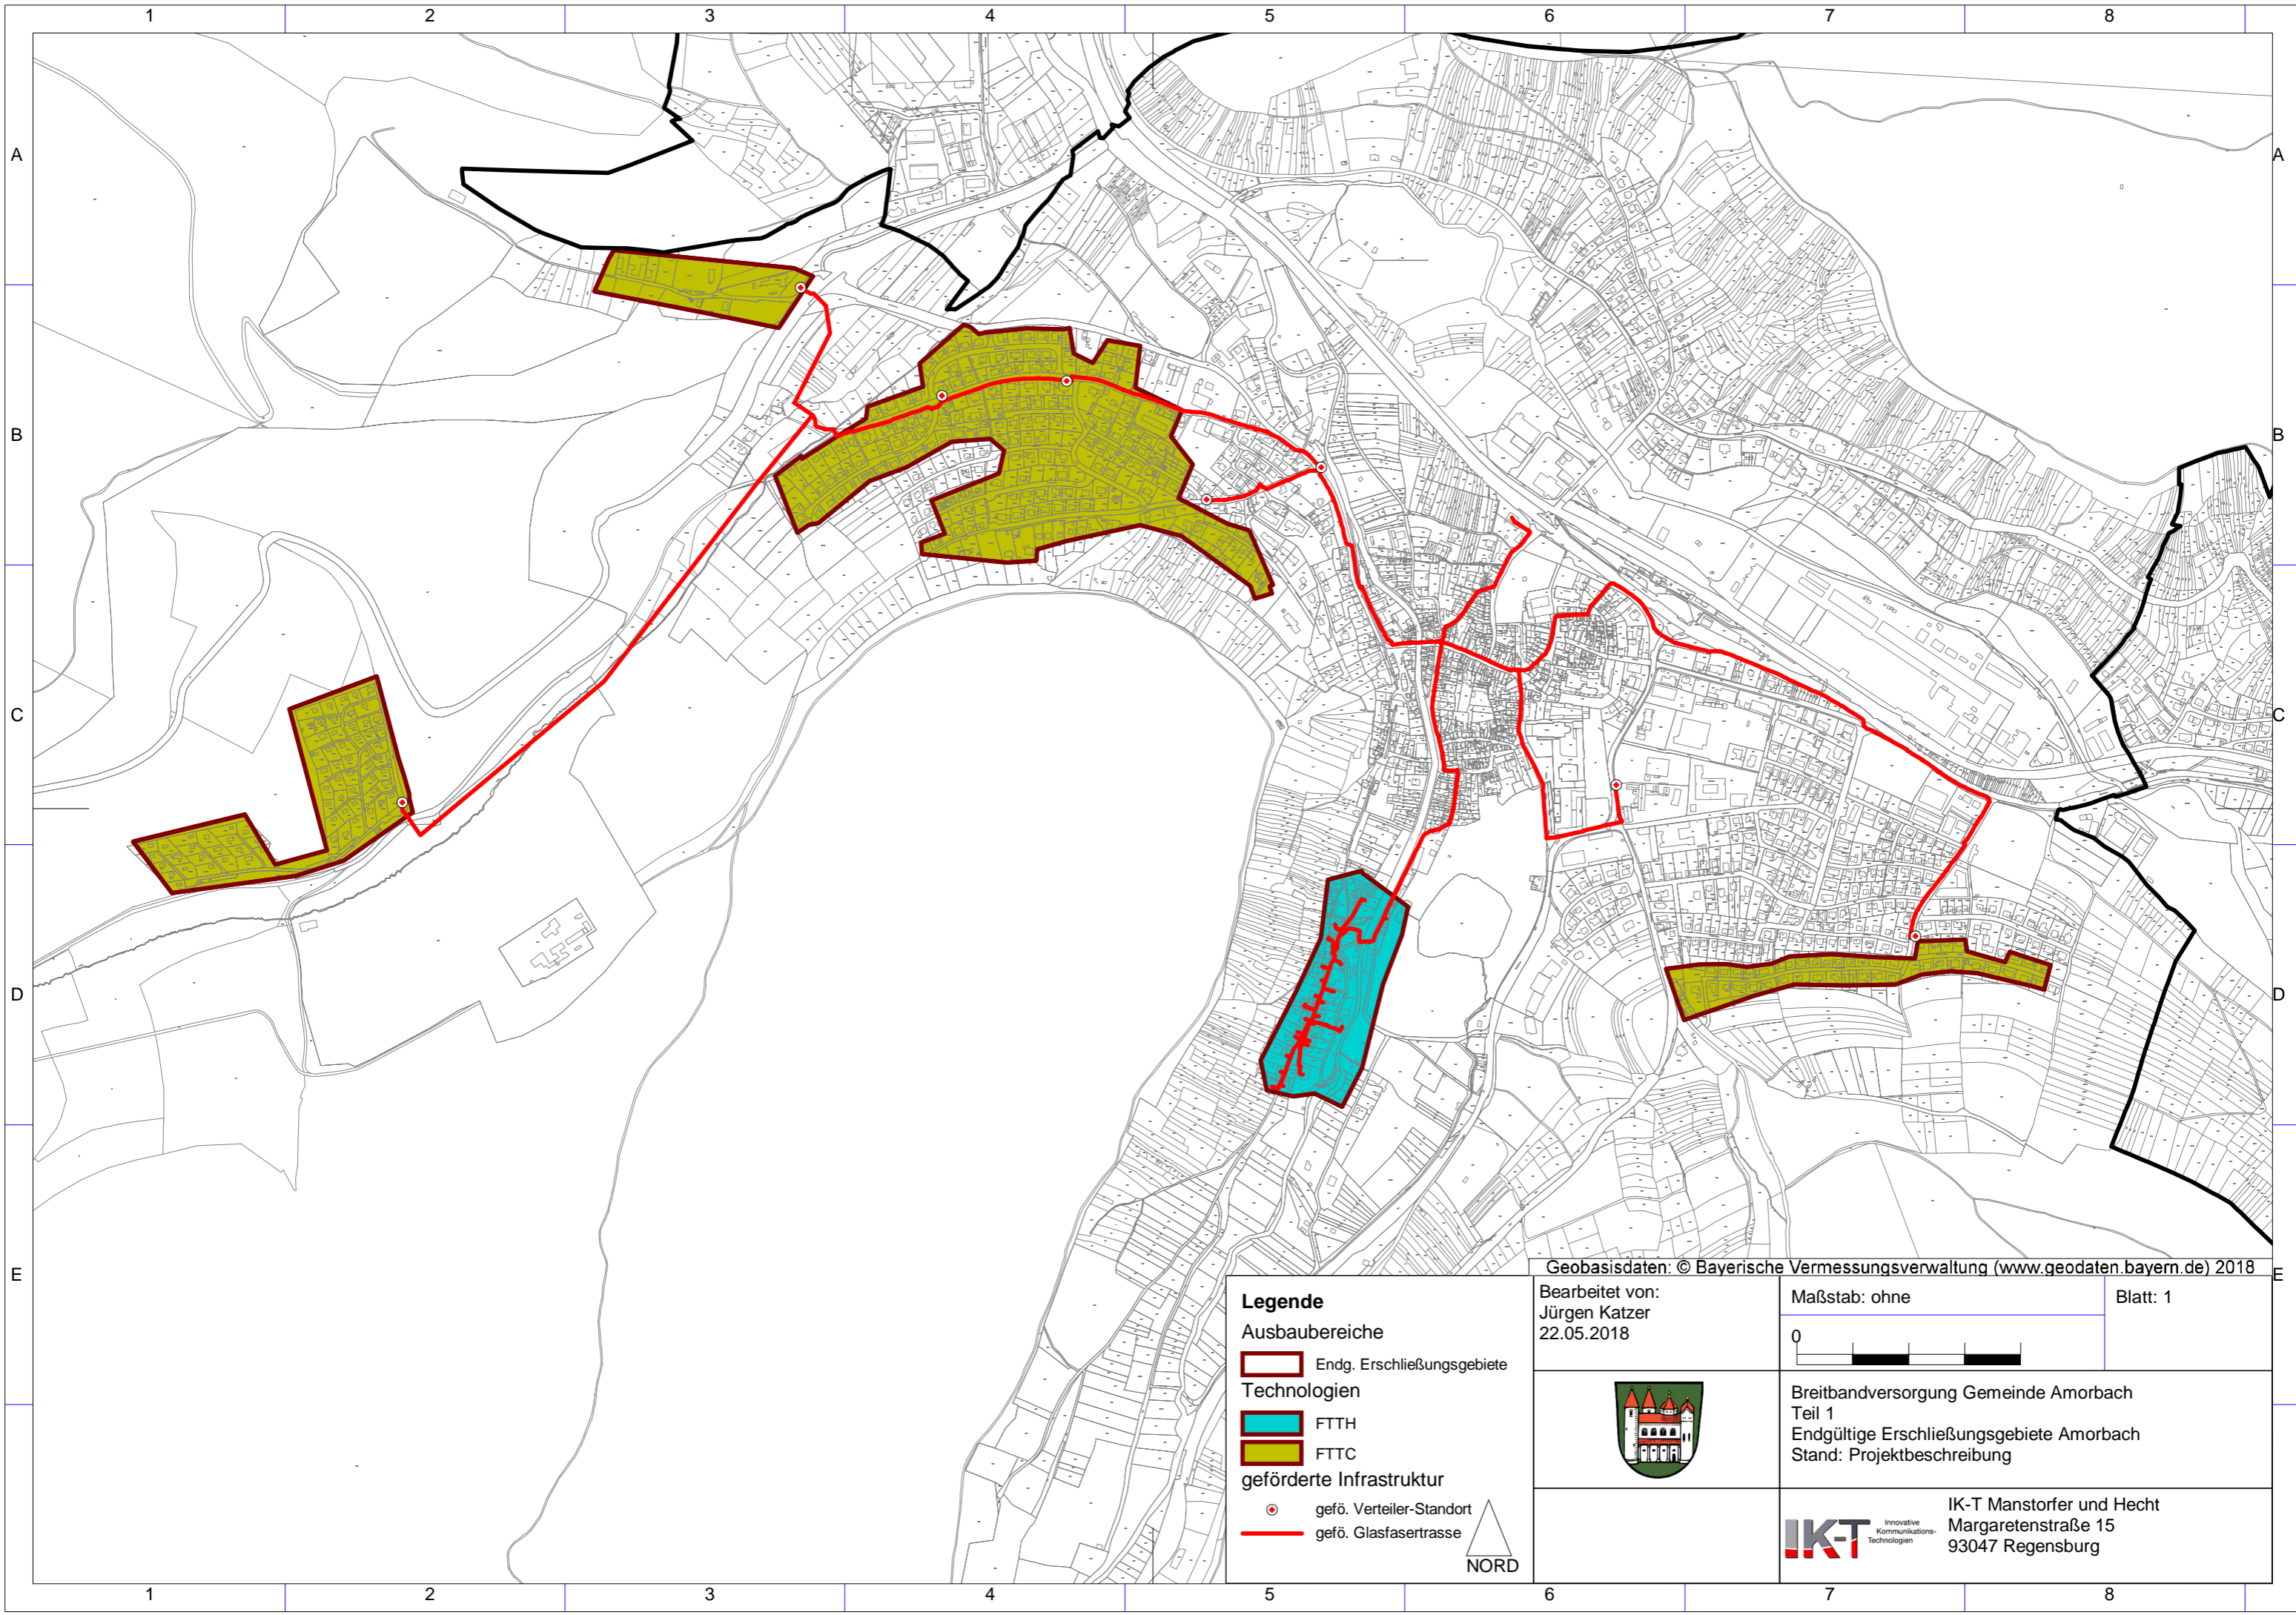 1 2 3 4 5 6 7 8
A A
B B
C C
D D
E E
Geobasisdaten: © Bayerische Vermessungsverwaltung (www.geodaten.bayern.de) 2018
Legende
Ausbaubereiche
Endg. Erschließungsgebiete
Technologien
FTTH
FTTC
geförderte Infrastruktur
gefö. Verteiler-Standort
gefö. Glasfasertrasse
NORD
Bearbeitet von:
Jürgen Katzer
22.05.2018
Maßstab: ohne
0
Blatt: 1
Breitbandversorgung Gemeinde Amorbach
Teil 1
Endgültige Erschließungsgebiete Amorbach
Stand: Projektbeschreibung
IK-T
Innovative
Kommunikations-
Technologien
IK-T Manstorfer und Hecht
Margaretenstraße 15
93047 Regensburg
1 2 3 4 5 6 7 8